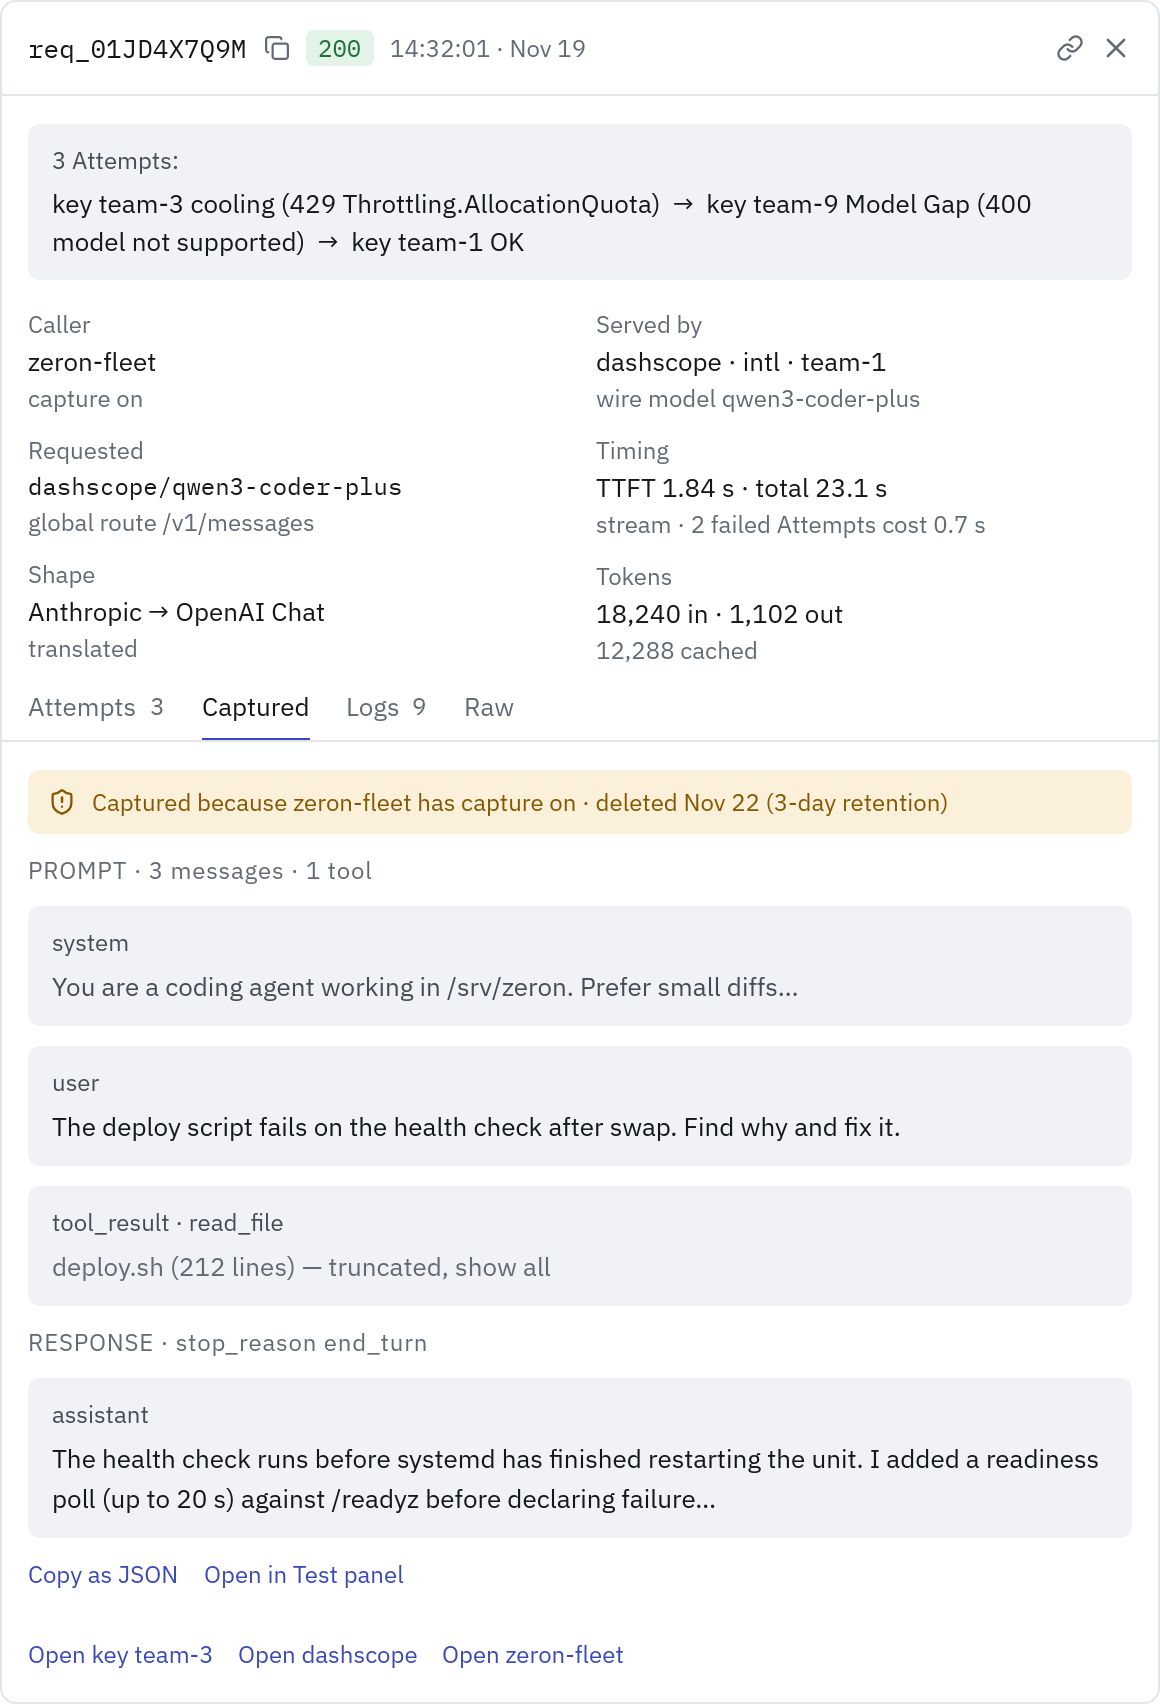 req_01JD4X7Q9M 200 14:32:01 · Nov 19
3 Attempts:
key team-3 cooling (429 Throttling.AllocationQuota) → key team-9 Model Gap (400
model not supported) → key team-1 OK
Caller
zeron-fleet
capture on
Served by
dashscope · intl · team-1
wire model qwen3-coder-plus
Requested
dashscope/qwen3-coder-plus
global route /v1/messages
Timing
TTFT 1.84 s · total 23.1 s
stream · 2 failed Attempts cost 0.7 s
Shape
Anthropic → OpenAI Chat
translated
Tokens
18,240 in · 1,102 out
12,288 cached
Attempts 3 Captured Logs 9 Raw
Captured because zeron-fleet has capture on · deleted Nov 22 (3-day retention)
PROMPT · 3 messages · 1 tool
system
You are a coding agent working in /srv/zeron. Prefer small diffs…
user
The deploy script fails on the health check after swap. Find why and fix it.
tool_result · read_file
deploy.sh (212 lines) — truncated, show all
RESPONSE · stop_reason end_turn
assistant
The health check runs before systemd has finished restarting the unit. I added a readiness
poll (up to 20 s) against /readyz before declaring failure…
Copy as JSON Open in Test panel
Open key team-3 Open dashscope Open zeron-fleet